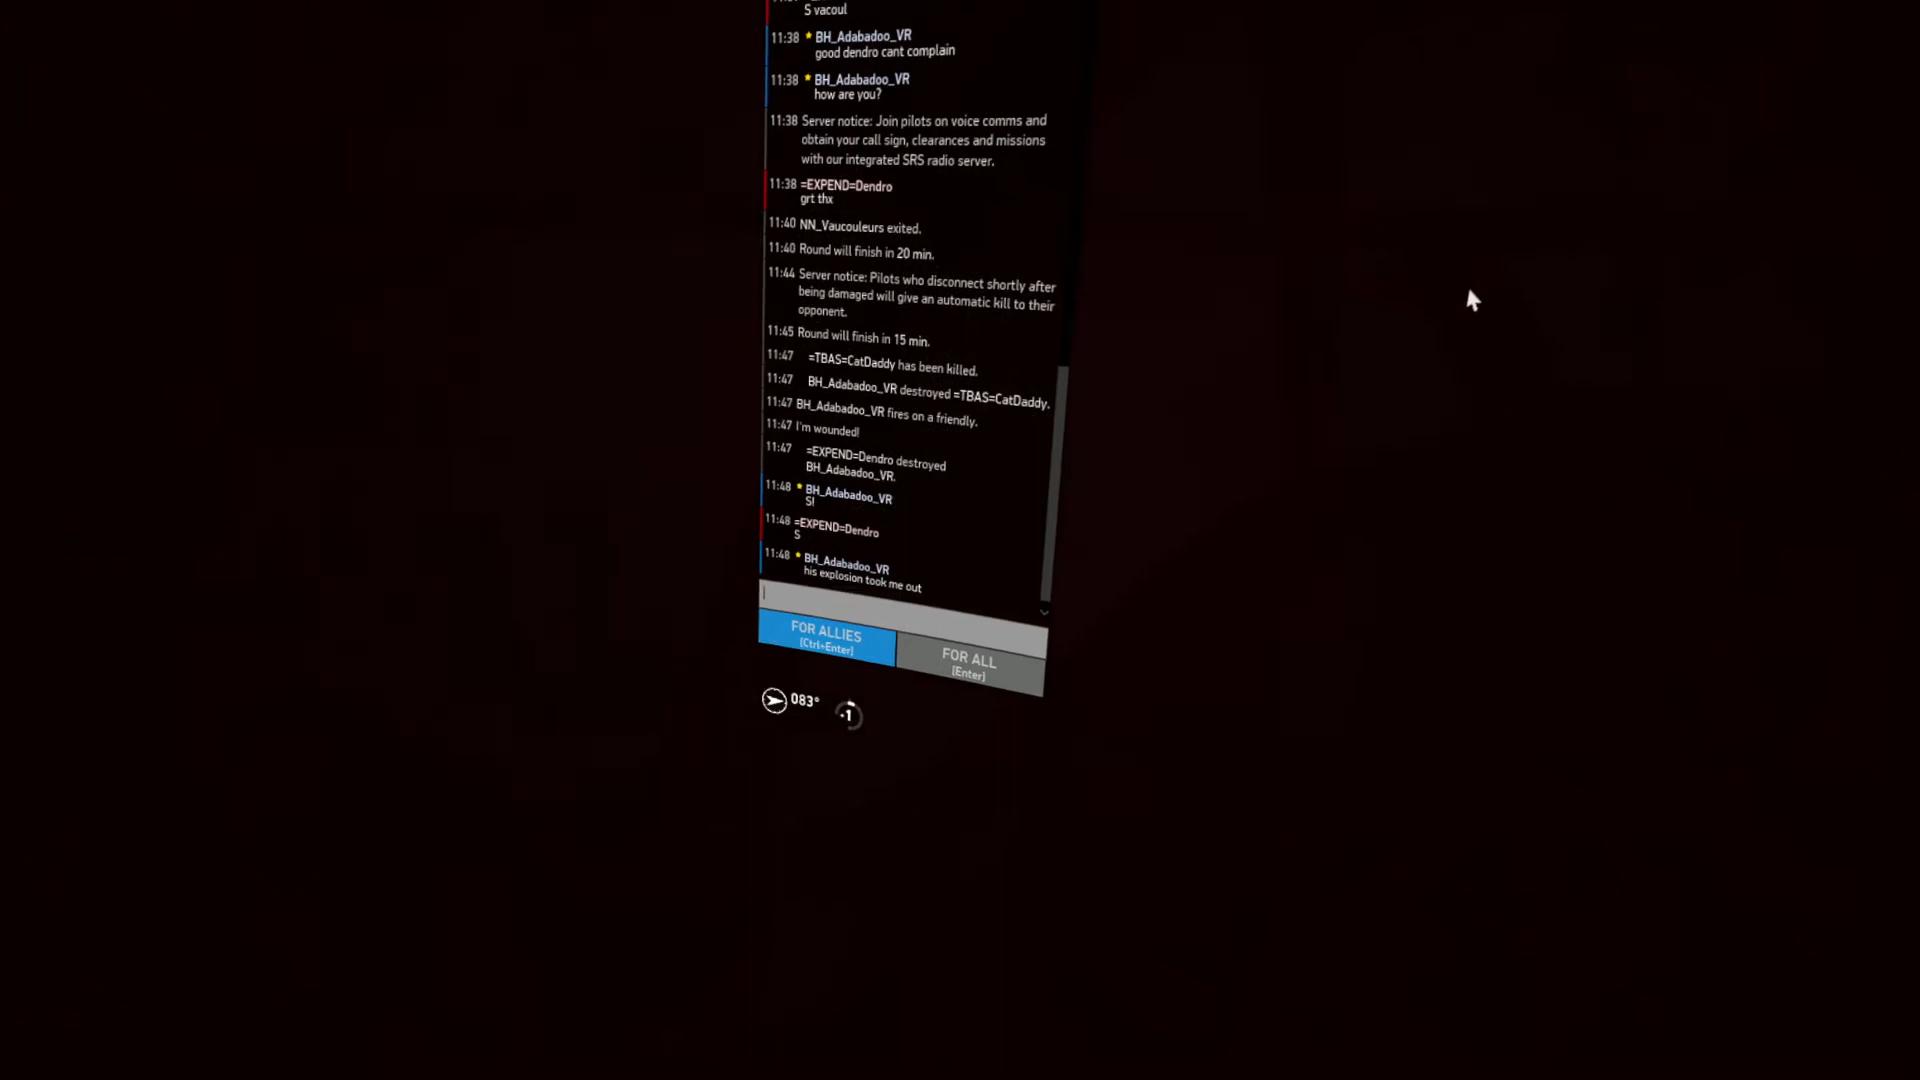 S vacoul
11:38 * BH_Adabadoo_VR
good dendro cant complain
11:38 * BH_Adabadoo_VR
how are you?
11:38 Server notice: Join pilots on voice comms and
obtain your call sign, clearances and missions
with our integrated SRS radio server.
11:38 =EXPEND=Dendro
grt thx
11:40 NN_Vaucouleurs exited.
11:40 Round will finish in 20 min.
11:44 Server notice: Pilots who disconnect shortly after
being damaged will give an automatic kill to their
opponent.
11:45 Round will finish in 15 min.
11:47 =TBAS=CatDaddy has been killed.
11:47 BH_Adabadoo_VR destroyed =TBAS=CatDaddy.
11:47 BH_Adabadoo_VR fires on a friendly.
11:47 I'm wounded!
11:47 =EXPEND=Dendro destroyed
BH_Adabadoo_VR.
11:48 * BH_Adabadoo_VR
S!
11:48 =EXPEND=Dendro
S
11:48 * BH_Adabadoo_VR
his explosion took me out
FOR ALLIES
[Ctrl+Enter]
FOR ALL
[Enter]
083°
-1